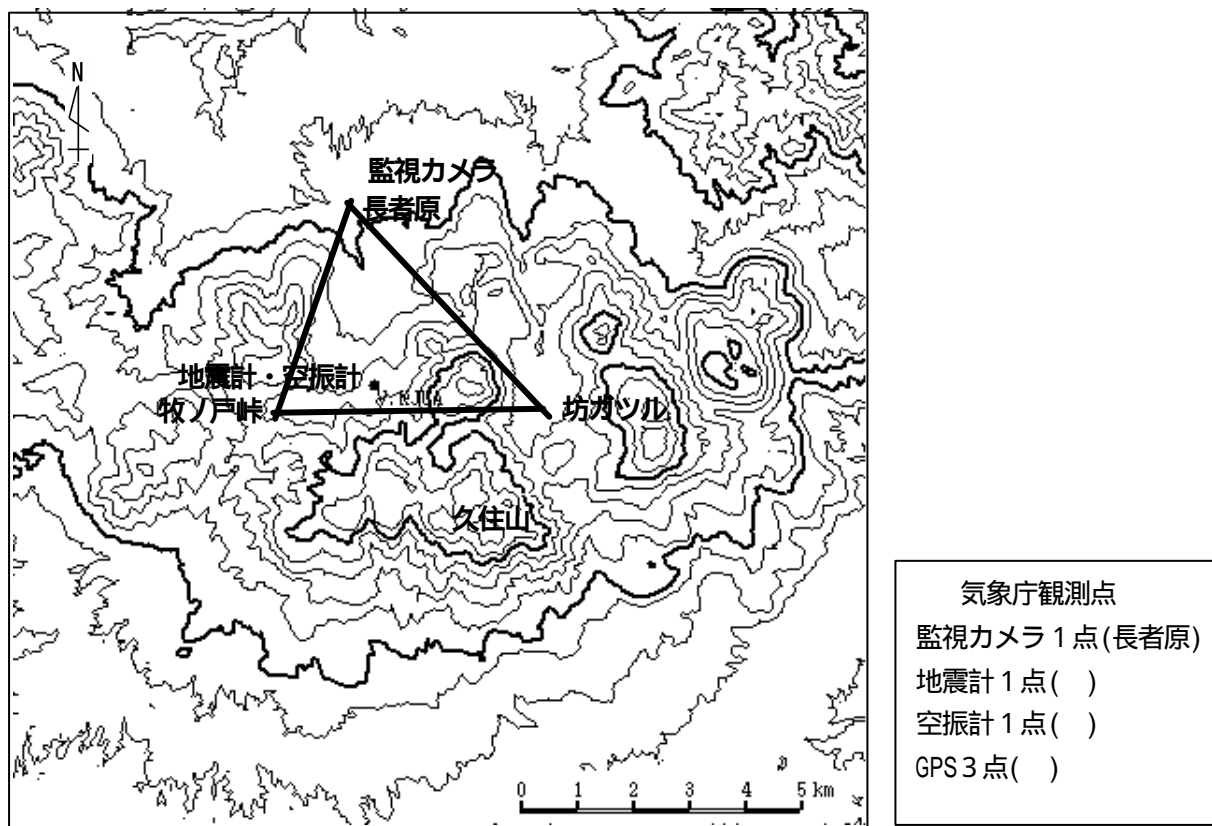 N
監視カメラ
長者原
地震計・空振計
牧ノ戸峠
坊ガツル
久住山
0 1 2 3 4 5 km
気象庁観測点
監視カメラ1点(長者原)
地震計1点( )
空振計1点( )
GPS3点( )